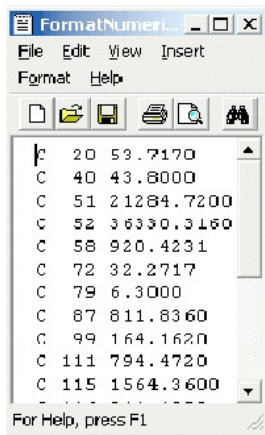 FormatNumeri...
File Edit View Insert
Format Help
C 20 53.7170
C 40 43.8000
C 51 21284.7200
C 52 36330.3160
C 58 920.4231
C 72 32.2717
C 79 6.3000
C 87 811.8360
C 99 164.1620
C 111 794.4720
C 115 1564.3600
For Help, press F1